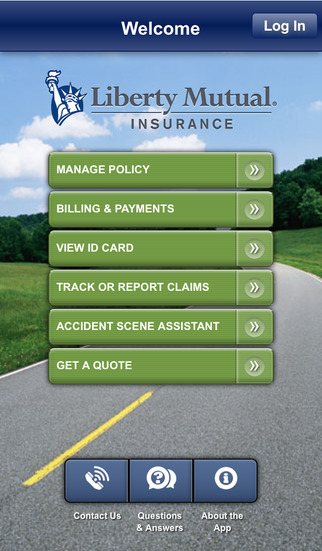 Welcome
Log In
Liberty Mutual®
INSURANCE
MANAGE POLICY
BILLING & PAYMENTS
VIEW ID CARD
TRACK OR REPORT CLAIMS
ACCIDENT SCENE ASSISTANT
GET A QUOTE
Contact Us
Questions
& Answers
About the
App